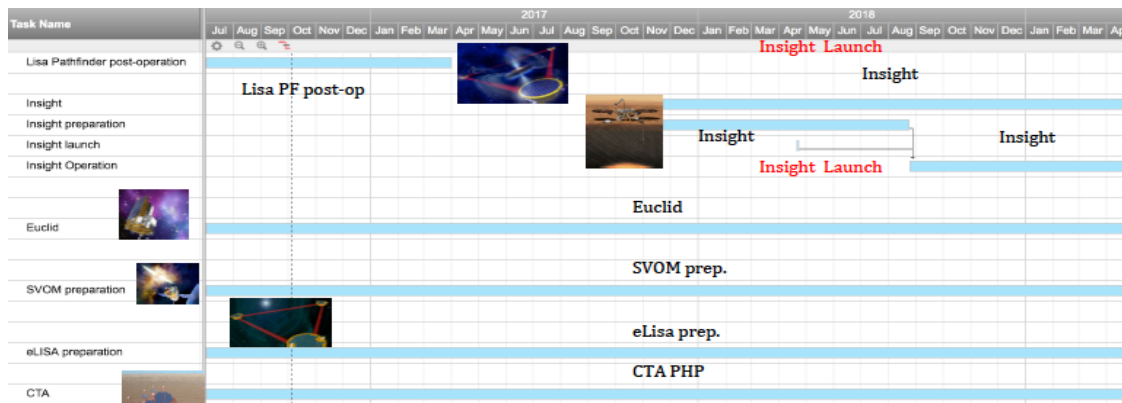 Task Name
2017
2018
Jul Aug Sep Oct Nov Dec Jan Feb Mar Apr May Jun Jul Aug Sep Oct Nov Dec Jan Feb Mar Apr May Jun Jul Aug Sep Oct Nov Dec Jan Feb Mar Ap
Insight Launch
Lisa Pathfinder post-operation
Insight
Lisa PF post-op
Insight
Insight preparation
Insight
Insight
Insight launch
Insight Operation
Insight Launch
Euclid
Euclid
SVOM prep.
SVOM preparation
eLisa prep.
eLISA preparation
CTA PHP
CTA